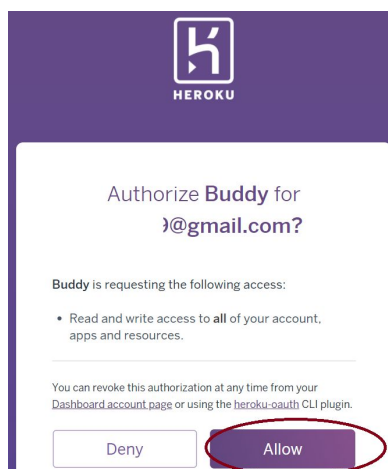 HEROKU
Authorize Buddy for
9@gmail.com?
Buddy is requesting the following access:
• Read and write access to all of your account,
apps and resources.
You can revoke this authorization at any time from your
Dashboard account page or using the heroku-oauth CLI plugin.
Deny
Allow